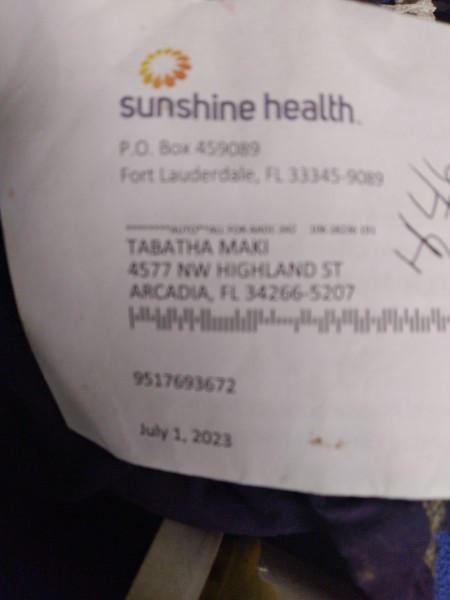 sunshine health
P.O. Box 459089
Fort Lauderdale, FL 33345-9089
TABATHA MAKI
4577 NW HIGHLAND ST
ARCADIA, FL 34266-5207
9517693672
July 1, 2023